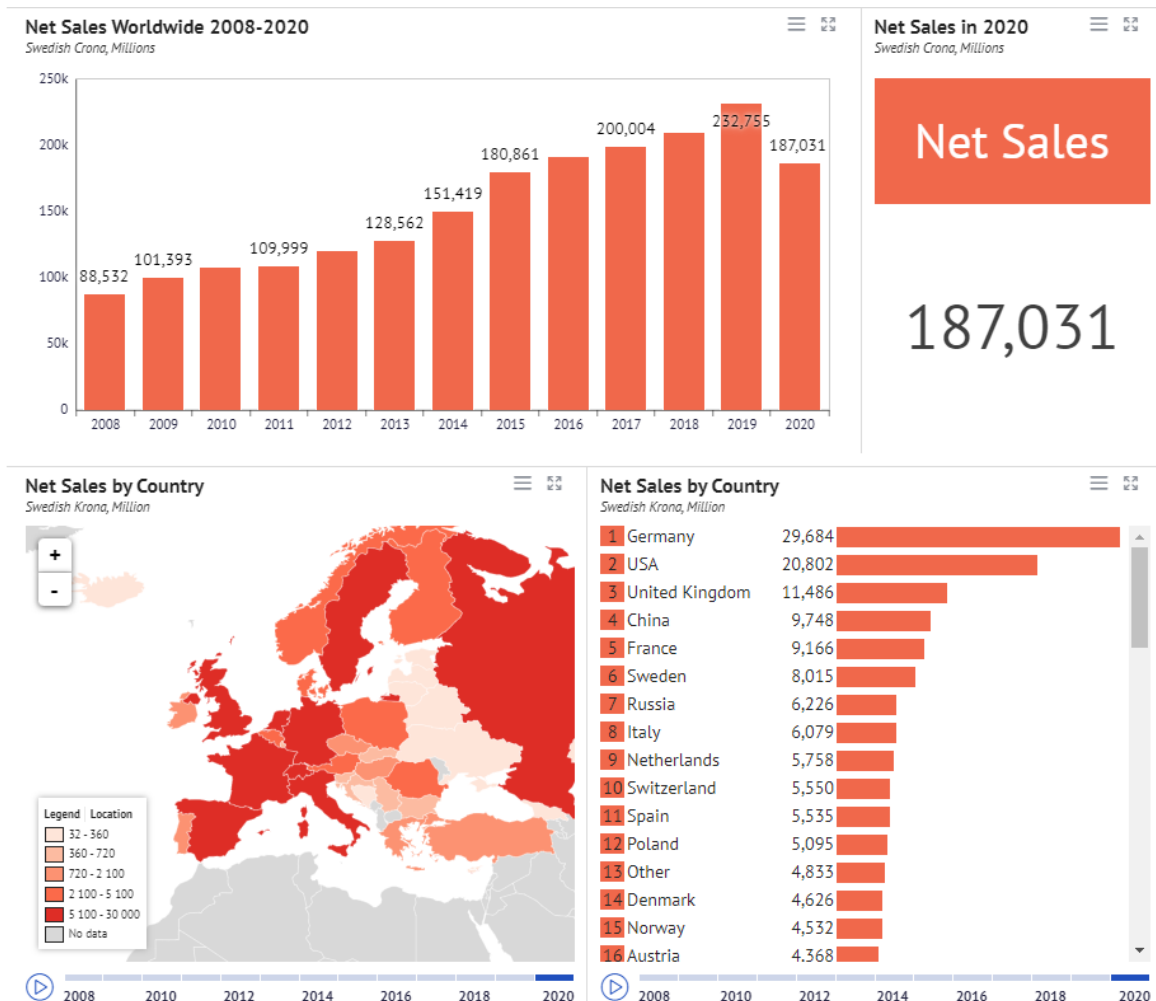 Net Sales Worldwide 2008-2020
Swedish Crona, Millions
250k
200k
150k
100k
50k
0
88,532
101,393
109,999
128,562
151,419
180,861
200,004
232,755
187,031
2008 2009 2010 2011 2012 2013 2014 2015 2016 2017 2018 2019 2020
Net Sales in 2020
Swedish Crona, Millions
Net Sales
187,031
Net Sales by Country
Swedish Krona, Million
+
-
Legend Location
32 - 360
360 - 720
720 - 2 100
2 100 - 5 100
5 100 - 30 000
No data
2008 2010 2012 2014 2016 2018 2020
Net Sales by Country
Swedish Krona, Million
1 Germany 29,684
2 USA 20,802
3 United Kingdom 11,486
4 China 9,748
5 France 9,166
6 Sweden 8,015
7 Russia 6,226
8 Italy 6,079
9 Netherlands 5,758
10 Switzerland 5,550
11 Spain 5,535
12 Poland 5,095
13 Other 4,833
14 Denmark 4,626
15 Norway 4,532
16 Austria 4,368
2008 2010 2012 2014 2016 2018 2020